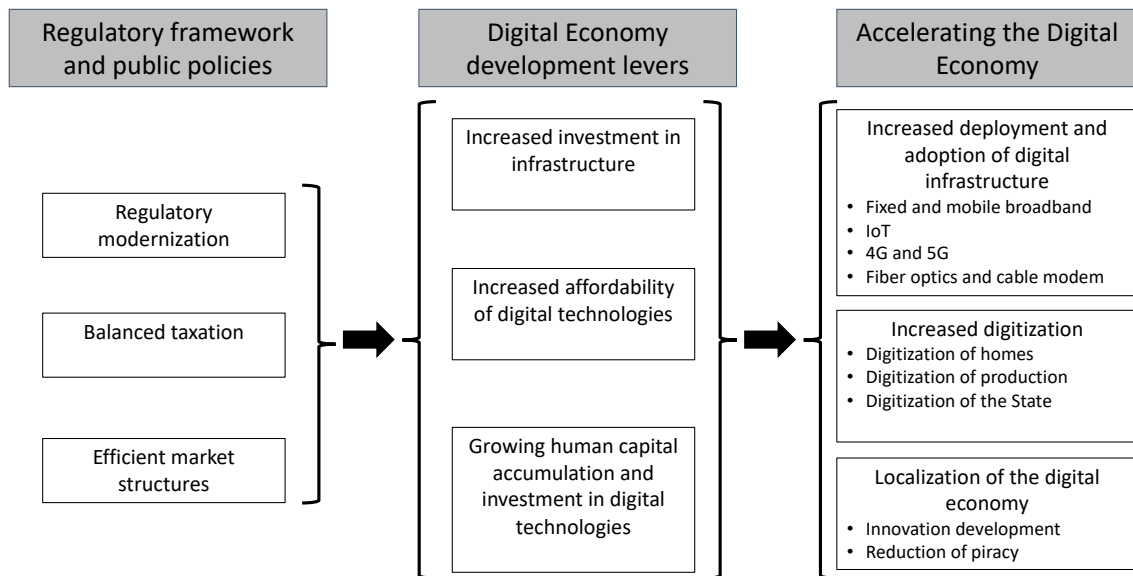 Regulatory framework
and public policies
Regulatory
modernization
Balanced taxation
Efficient market
structures
Digital Economy
development levers
Increased investment in
infrastructure
Increased affordability
of digital technologies
Growing human capital
accumulation and
investment in digital
technologies
Accelerating the Digital
Economy
Increased deployment and
adoption of digital
infrastructure
• Fixed and mobile broadband
• IoT
• 4G and 5G
• Fiber optics and cable modem
Increased digitization
• Digitization of homes
• Digitization of production
• Digitization of the State
Localization of the digital
economy
• Innovation development
• Reduction of piracy